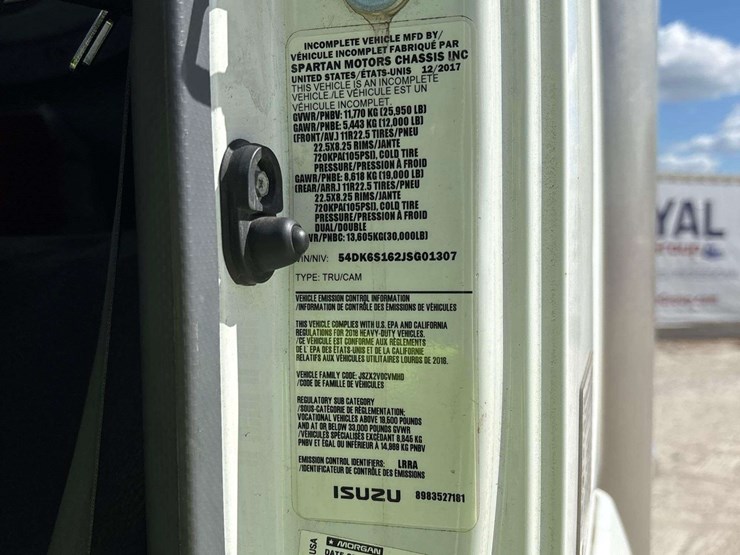 INCOMPLETE VEHICLE MFD BY/
VÉHICULE INCOMPLET FABRIQUÉ PAR
SPARTAN MOTORS CHASSIS INC
UNITED STATES/ÉTATS-UNIS 12/2017
THIS VEHICLE IS AN INCOMPLETE
VEHICLE./LE VÉHICULE EST UN
VÉHICULE INCOMPLET.
GVWR/PNBV: 11,770 KG (25,950 LB)
GAWR/PNBE: 5,443 KG (12,000 LB)
(FRONT/AV.) 11R22.5 TIRES/PNEU
22.5X8.25 RIMS/JANTE
720KPA(105PSI), COLD TIRE
PRESSURE/PRESSION À FROID
GAWR/PNBE: 8,618 KG (19,000 LB)
(REAR/ARR.) 11R22.5 TIRES/PNEU
22.5X8.25 RIMS/JANTE
720KPA(105PSI), COLD TIRE
PRESSURE/PRESSION À FROID
DUAL/DOUBLE
VR/PNBC: 13,605KG(30,000LB)
VIN/NIV: 54DK6S162JSG01307
TYPE: TRU/CAM
VEHICLE EMISSION CONTROL INFORMATION
/INFORMATION DE CONTRÔLE DES ÉMISSIONS DE VÉHICULES
THIS VEHICLE COMPLIES WITH U.S. EPA AND CALIFORNIA
REGULATIONS FOR 2018 HEAVY-DUTY VEHICLES.
/CE VÉHICULE EST CONFORME AUX RÈGLEMENTS
DE L' EPA DES ÉTATS-UNIS ET DE LA CALIFORNIE
RELATIFS AUX VÉHICULES UTILITAIRES LOURDS DE 2018.
VEHICLE FAMILY CODE: JSZX2VOCVMHD
/CODE DE FAMILLE DE VÉHICULES
REGULATORY SUB CATEGORY
/SOUS-CATÉGORIE DE RÉGLEMENTATION:
VOCATIONAL VEHICLES ABOVE 19,500 POUNDS
AND AT OR BELOW 33,000 POUNDS GVWR
/VÉHICULES SPÉCIALISÉS EXCÉDANT 8,845 KG
PNBV ET ÉGAL OU INFÉRIEUR À 14,969 KG PNBV
EMISSION CONTROL IDENTIFIERS: LRRA
/IDENTIFICATEUR DE CONTRÔLE DES ÉMISSIONS
ISUZU 8983527181
USA
MORGAN
YAL